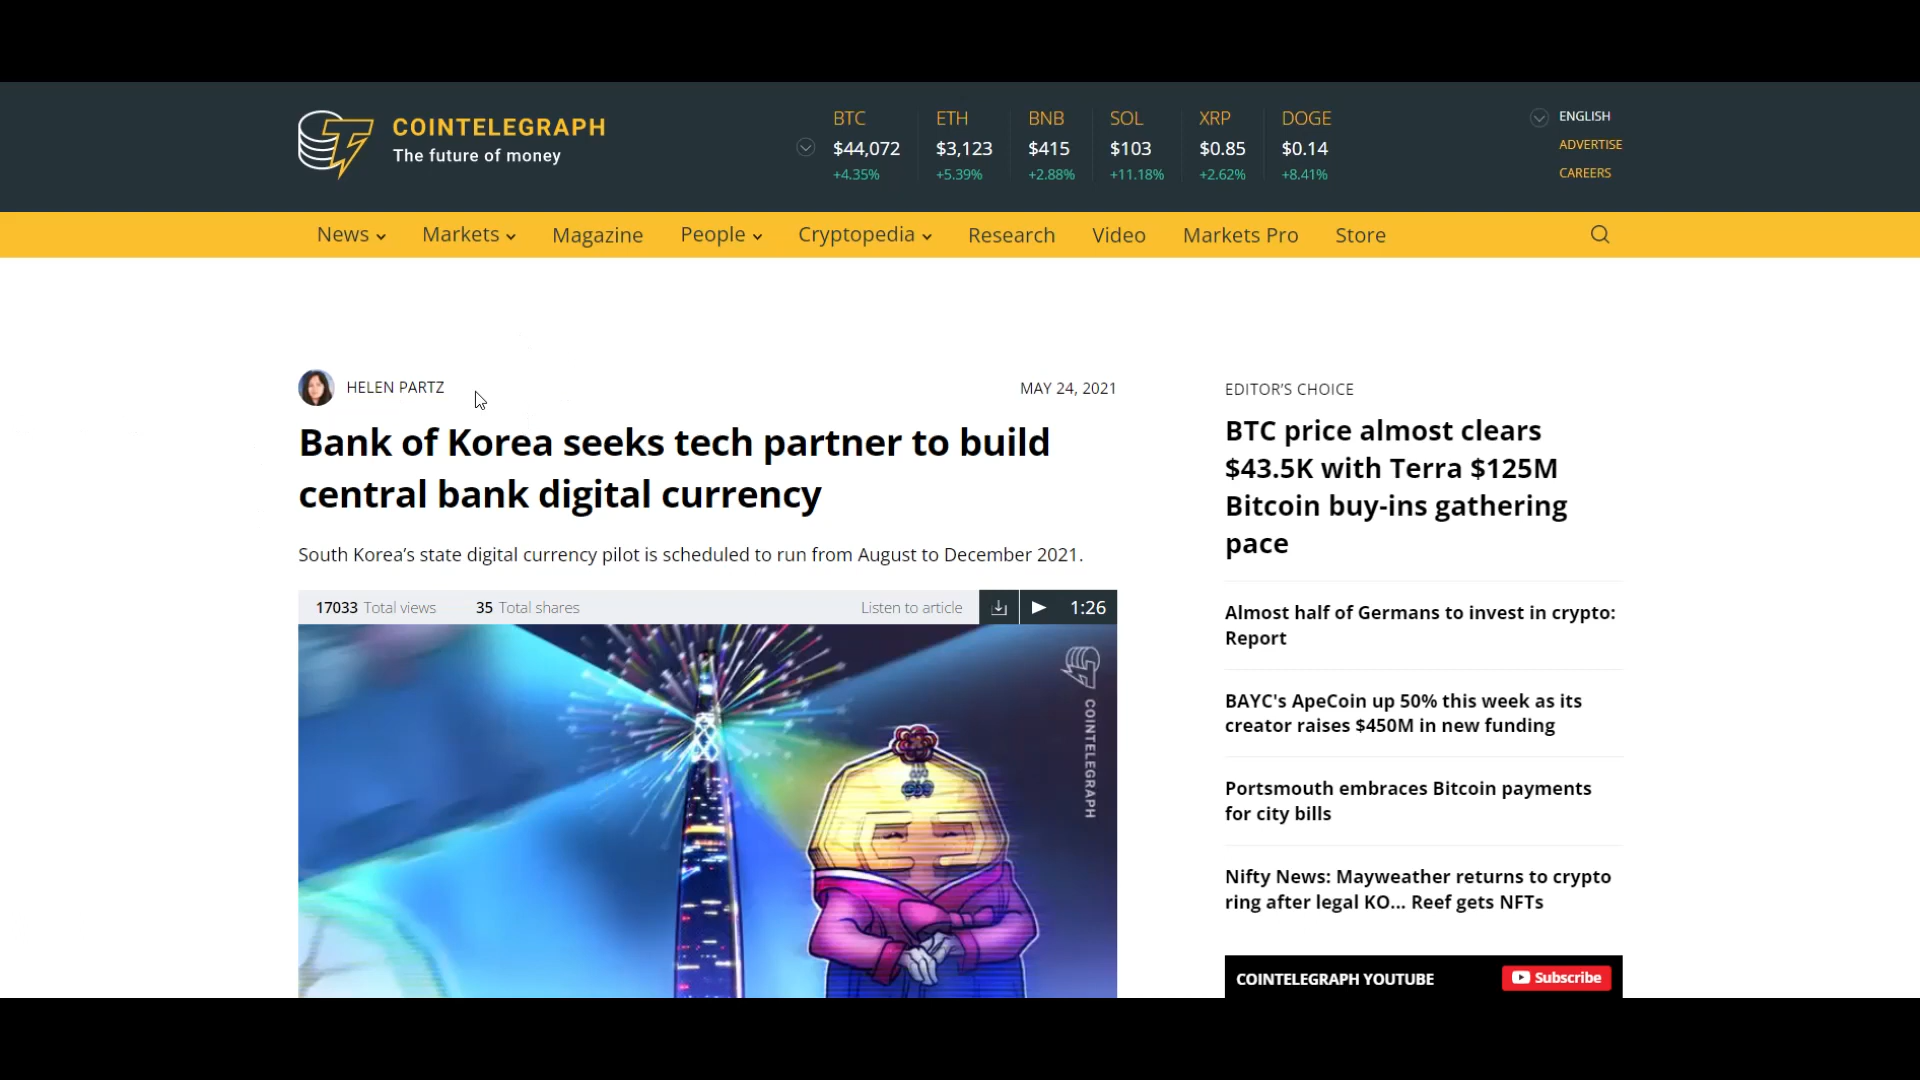 COINTELEGRAPH
The future of money
BTC
$44,072
+4.35%
ETH
$3,123
+5.39%
BNB
$415
+2.88%
SOL
$103
+11.18%
XRP
$0.85
+2.62%
DOGE
$0.14
+8.41%
ENGLISH
ADVERTISE
CAREERS
News Markets Magazine People Cryptopedia Research Video Markets Pro Store
HELEN PARTZ
MAY 24, 2021
Bank of Korea seeks tech partner to build
central bank digital currency
South Korea's state digital currency pilot is scheduled to run from August to December 2021.
17033 Total views 35 Total shares Listen to article 1:26
COINTELEGRAPH
EDITOR'S CHOICE
BTC price almost clears
$43.5K with Terra $125M
Bitcoin buy-ins gathering
pace
Almost half of Germans to invest in crypto:
Report
BAYC's ApeCoin up 50% this week as its
creator raises $450M in new funding
Portsmouth embraces Bitcoin payments
for city bills
Nifty News: Mayweather returns to crypto
ring after legal KO... Reef gets NFTs
COINTELEGRAPH YOUTUBE Subscribe